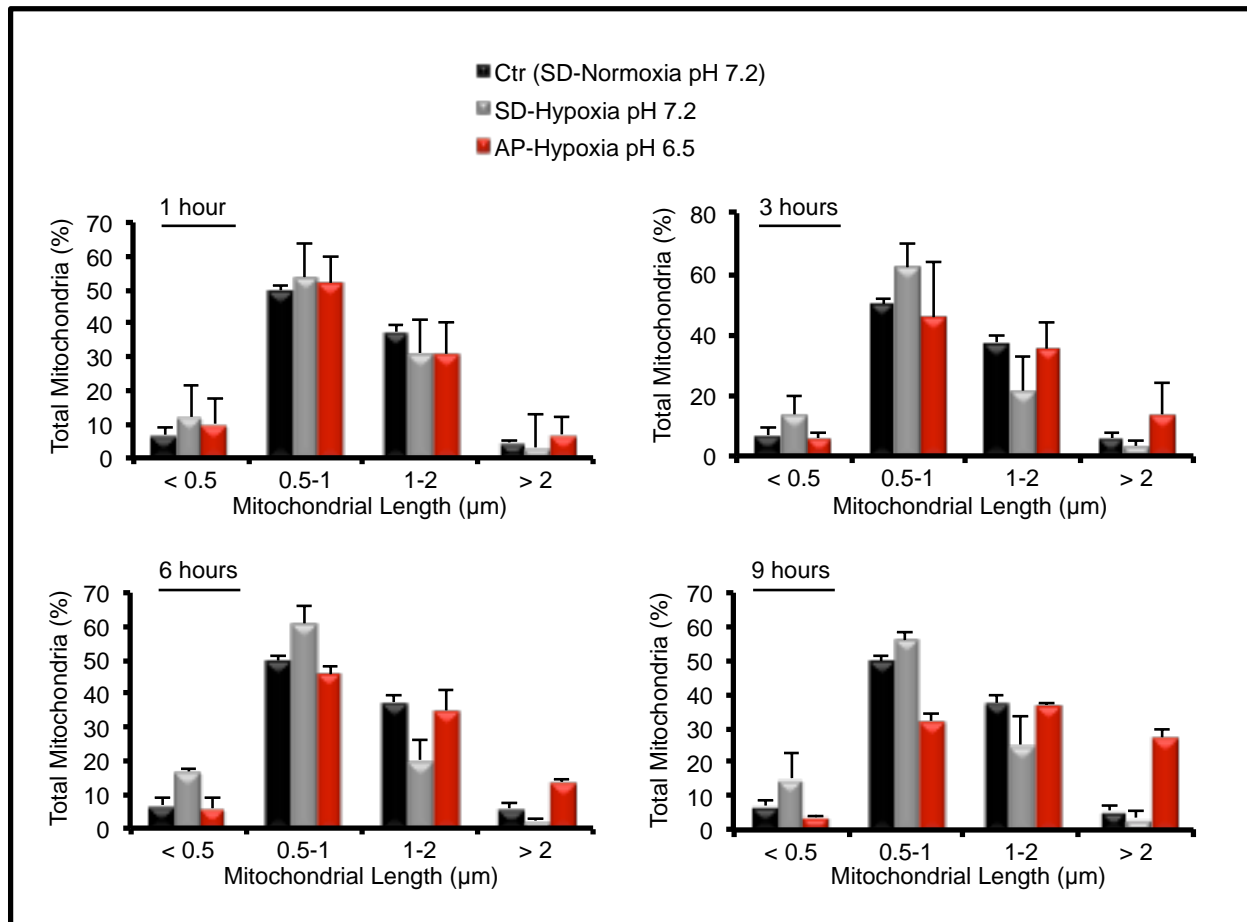 Ctr (SD-Normoxia pH 7.2)
SD-Hypoxia pH 7.2
AP-Hypoxia pH 6.5
1 hour
Total Mitochondria (%)
70
60
50
40
30
20
10
0
< 0.5 0.5-1 1-2 > 2
Mitochondrial Length (µm)
3 hours
Total Mitochondria (%)
80
60
40
20
0
< 0.5 0.5-1 1-2 > 2
Mitochondrial Length (µm)
6 hours
Total Mitochondria (%)
70
60
50
40
30
20
10
0
< 0.5 0.5-1 1-2 > 2
Mitochondrial Length (µm)
9 hours
Total Mitochondria (%)
70
60
50
40
30
20
10
0
< 0.5 0.5-1 1-2 > 2
Mitochondrial Length (µm)